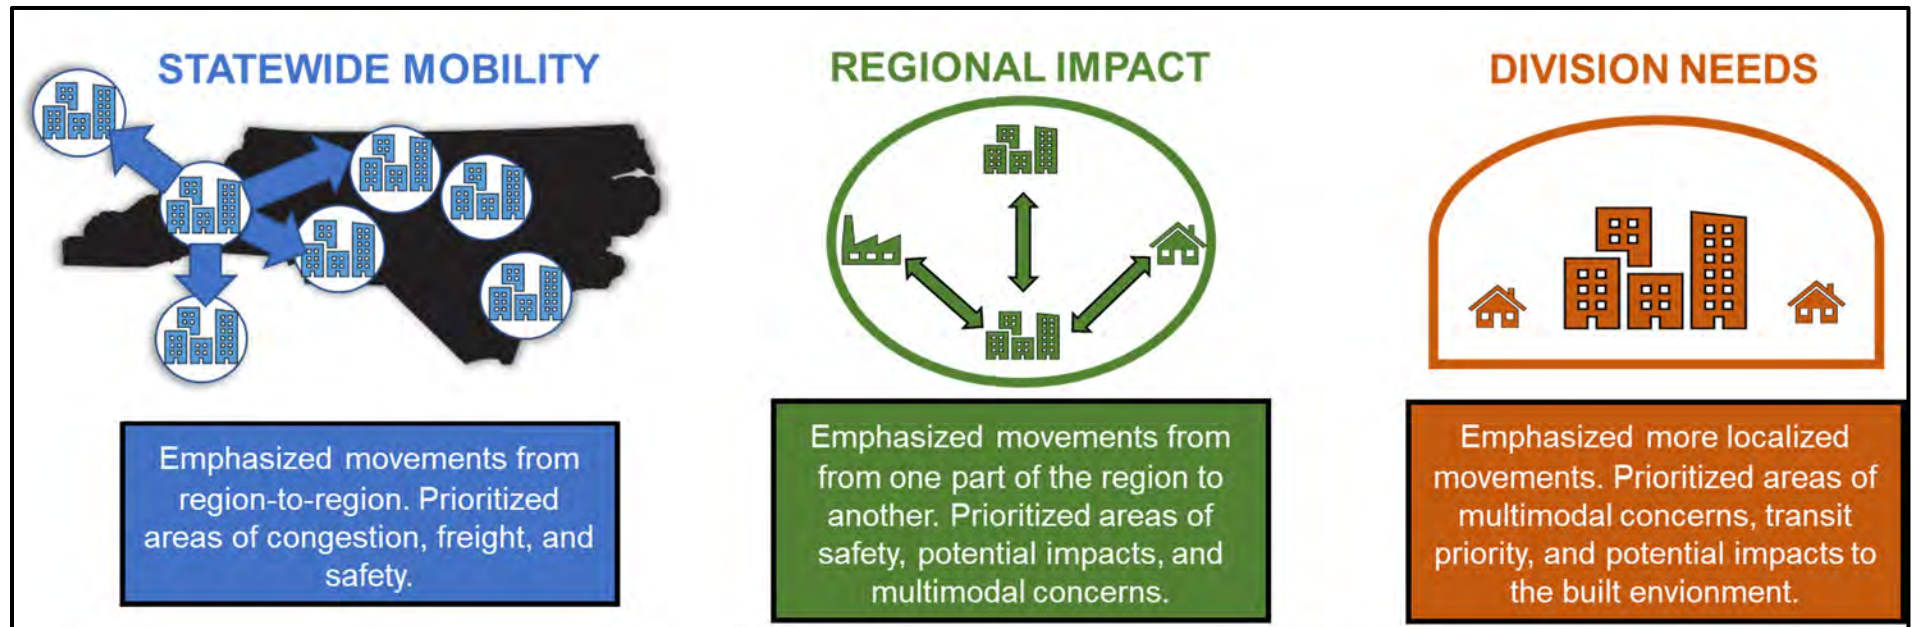 STATEWIDE MOBILITY
Emphasized movements from
region-to-region. Prioritized
areas of congestion, freight, and
safety.
REGIONAL IMPACT
Emphasized movements from
from one part of the region to
another. Prioritized areas of
safety, potential impacts, and
multimodal concerns.
DIVISION NEEDS
Emphasized more localized
movements. Prioritized areas of
multimodal concerns, transit
priority, and potential impacts to
the built envionment.